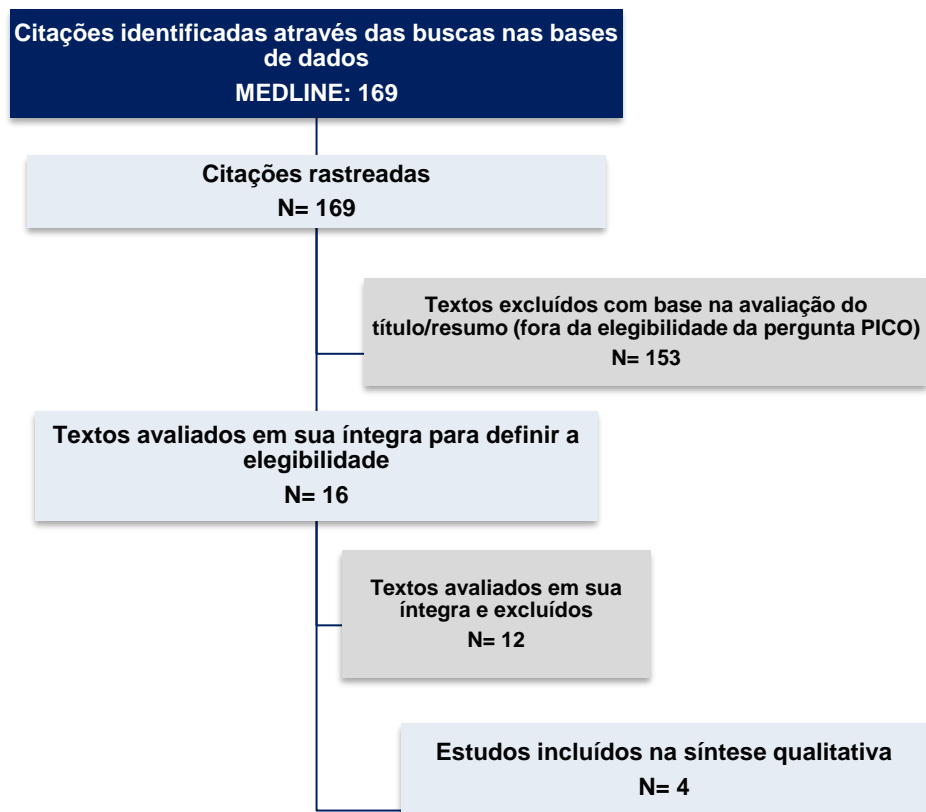 Citações identificadas através das buscas nas bases
de dados
MEDLINE: 169
Citações rastreadas
N= 169
Textos excluídos com base na avaliação do
título/resumo (fora da elegibilidade da pergunta PICO)
N= 153
Textos avaliados em sua íntegra para definir a
elegibilidade
N= 16
Textos avaliados em sua
íntegra e excluídos
N= 12
Estudos incluídos na síntese qualitativa
N= 4